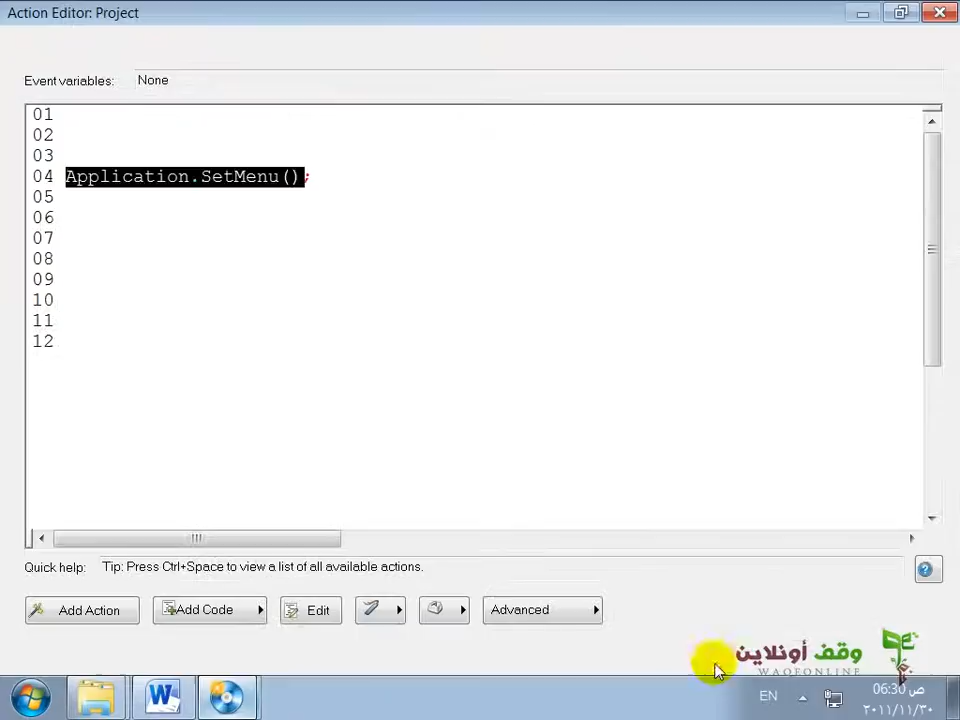 Action Editor: Project
Event variables: None
01
02
03
04 Application.SetMenu();
05
06
07
08
09
10
11
12
Quick help: Tip: Press Ctrl+Space to view a list of all available actions.
Add Action Add Code Edit Advanced
وقف أونلاين
WAQFONLINE
EN
06:30 ص
٢٠١١/١١/٣٠